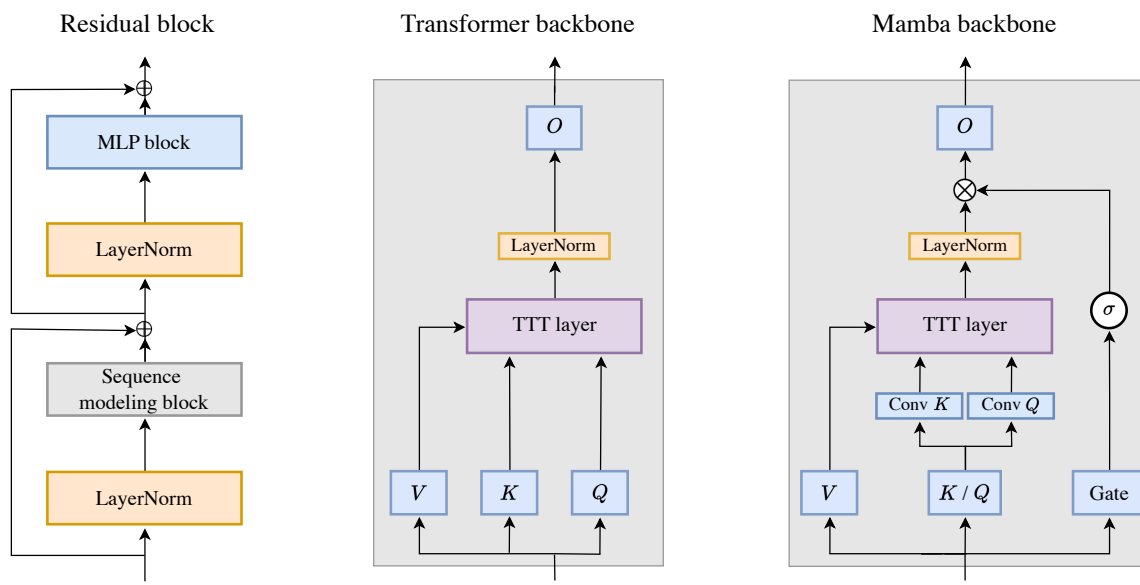 Residual block
MLP block
LayerNorm
Sequence
modeling block
LayerNorm
Transformer backbone
O
LayerNorm
TTT layer
V
K
Q
Mamba backbone
O
LayerNorm
TTT layer
σ
Conv K
Conv Q
V
K / Q
Gate